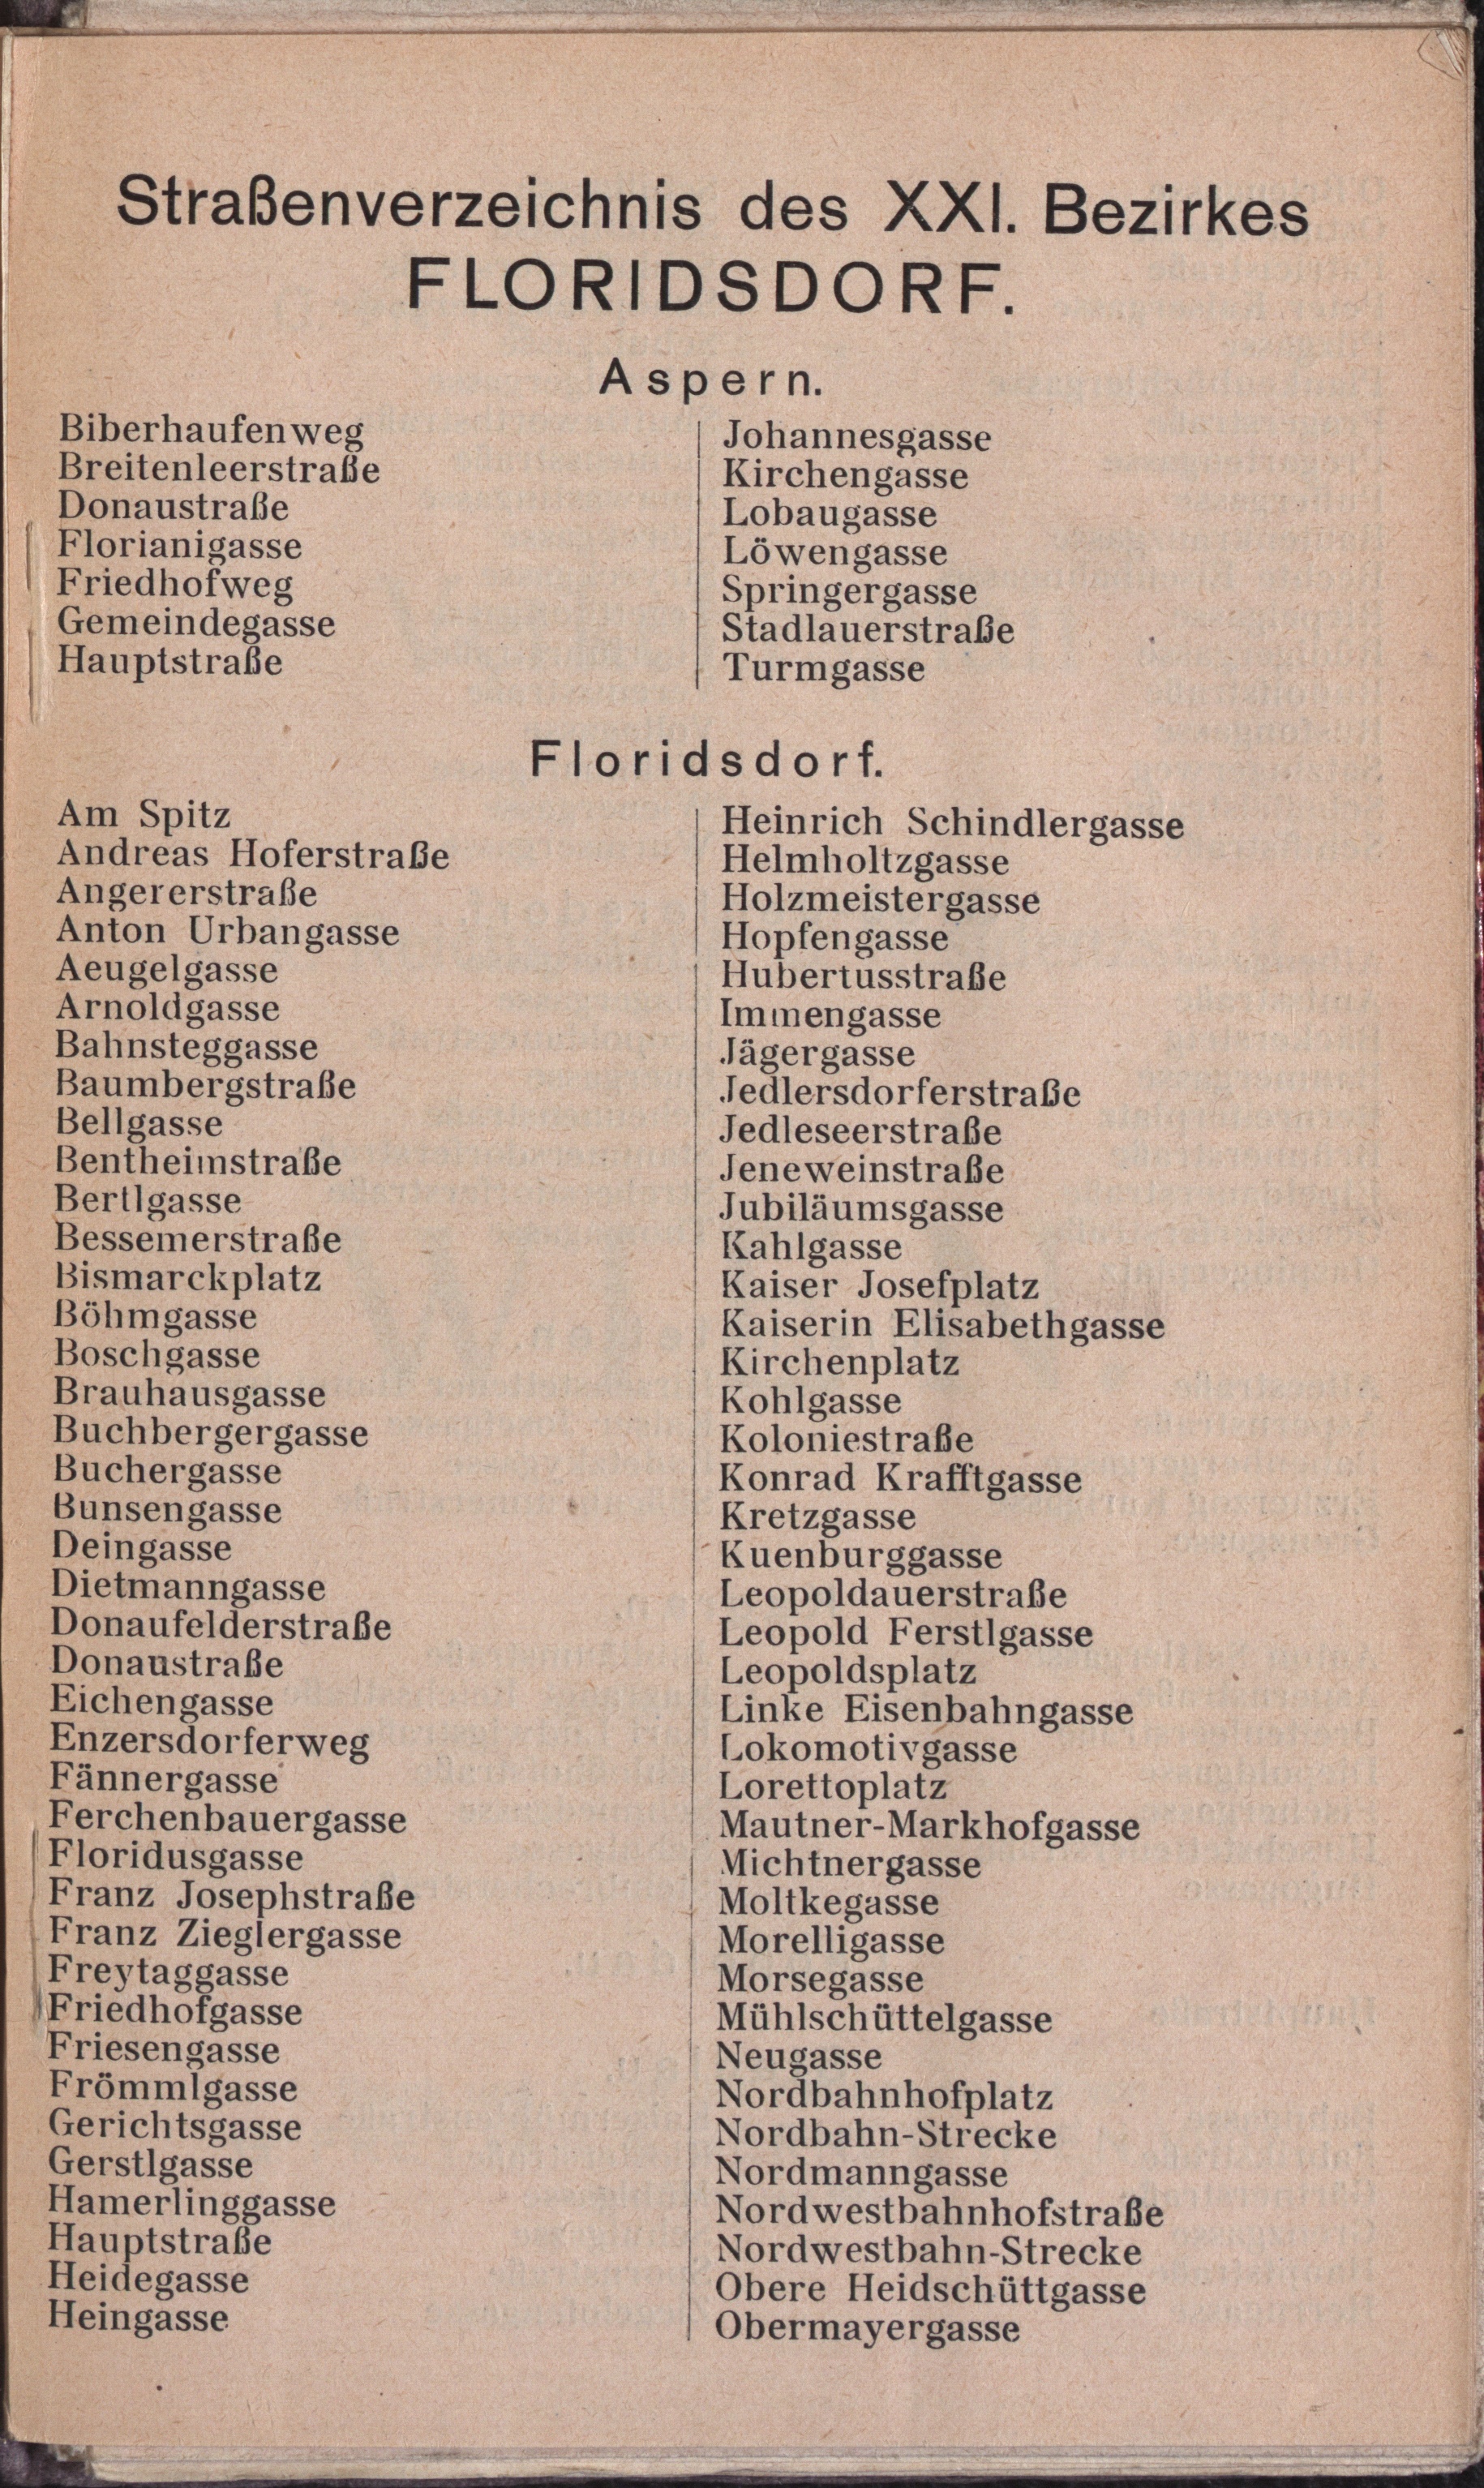 Straßenverzeichnis des XXI. Bezirkes
FLORIDSDORF.
Aspern.
Biberhaufenweg
Breitenleerstraße
Donaustraße
Florianigasse
Friedhofweg
Gemeindegasse
Hauptstraße
Johannesgasse
Kirchengasse
Lobaugasse
Löwengasse
Springergasse
Stadlauerstraße
Turmgasse
Floridsdorf.
Am Spitz
Andreas Hoferstraße
Angererstraße
Anton Urbangasse
Aeugelgasse
Arnoldgasse
Bahnsteggasse
Baumbergstraße
Bellgasse
Bentheimstraße
Bertlgasse
Bessemerstraße
Bismarckplatz
Böhmgasse
Boschgasse
Brauhausgasse
Buchbergergasse
Buchergasse
Bunsengasse
Deingasse
Dietmanngasse
Donaufelderstraße
Donaustraße
Eichengasse
Enzersdorferweg
Fännergasse
Ferchenbauergasse
Floridusgasse
Franz Josephstraße
Franz Zieglergasse
Freytaggasse
Friedhofgasse
Friesengasse
Frömmlgasse
Gerichtsgasse
Gerstlgasse
Hamerlinggasse
Hauptstraße
Heidegasse
Heingasse
Heinrich Schindlergasse
Helmholtzgasse
Holzmeistergasse
Hopfengasse
Hubertusstraße
Immengasse
Jägergasse
Jedlersdorferstraße
Jedleseerstraße
Jeneweinstraße
Jubiläumsgasse
Kahlgasse
Kaiser Josefplatz
Kaiserin Elisabethgasse
Kirchenplatz
Kohlgasse
Koloniestraße
Konrad Krafftgasse
Kretzgasse
Kuenburggasse
Leopoldauerstraße
Leopold Ferstlgasse
Leopoldsplatz
Linke Eisenbahngasse
Lokomotivgasse
Lorettoplatz
Mautner-Markhofgasse
Michtnergasse
Moltkegasse
Morelligasse
Morsegasse
Mühlschüttelgasse
Neugasse
Nordbahnhofplatz
Nordbahn-Strecke
Nordmanngasse
Nordwestbahnhofstraße
Nordwestbahn-Strecke
Obere Heidschüttgasse
Obermayergasse